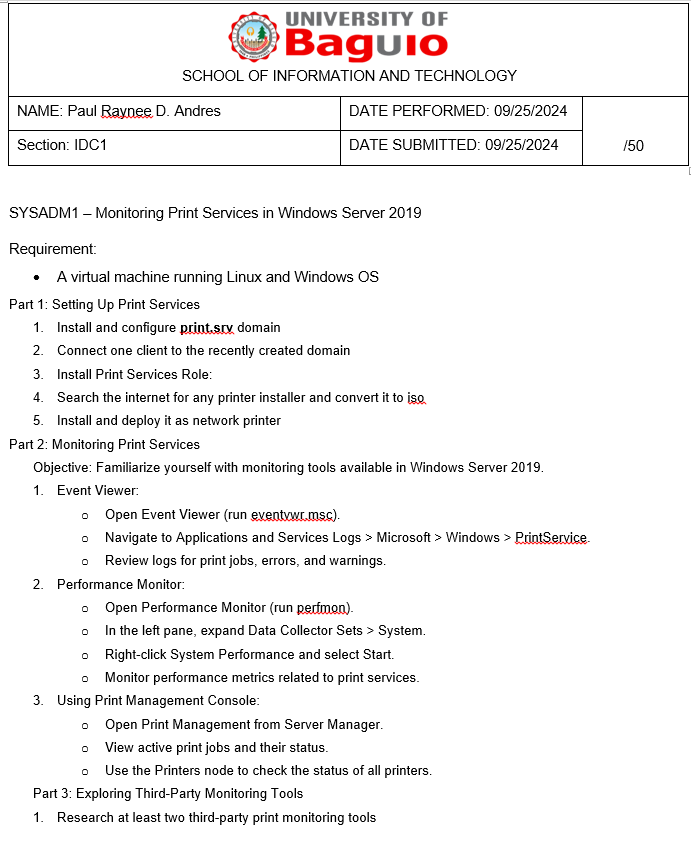 UNIVERSITY OF
Baguio
SCHOOL OF INFORMATION AND TECHNOLOGY
NAME: Paul Raynee D. Andres
DATE PERFORMED: 09/25/2024
Section: IDC1
DATE SUBMITTED: 09/25/2024
/50
SYSADM1 – Monitoring Print Services in Windows Server 2019
Requirement:
• A virtual machine running Linux and Windows OS
Part 1: Setting Up Print Services
1. Install and configure print.srv domain
2. Connect one client to the recently created domain
3. Install Print Services Role:
4. Search the internet for any printer installer and convert it to iso
5. Install and deploy it as network printer
Part 2: Monitoring Print Services
Objective: Familiarize yourself with monitoring tools available in Windows Server 2019.
1. Event Viewer:
o Open Event Viewer (run eventvwr.msc).
o Navigate to Applications and Services Logs > Microsoft > Windows > PrintService.
o Review logs for print jobs, errors, and warnings.
2. Performance Monitor:
o Open Performance Monitor (run perfmon).
o In the left pane, expand Data Collector Sets > System.
o Right-click System Performance and select Start.
o Monitor performance metrics related to print services.
3. Using Print Management Console:
o Open Print Management from Server Manager.
o View active print jobs and their status.
o Use the Printers node to check the status of all printers.
Part 3: Exploring Third-Party Monitoring Tools
1. Research at least two third-party print monitoring tools